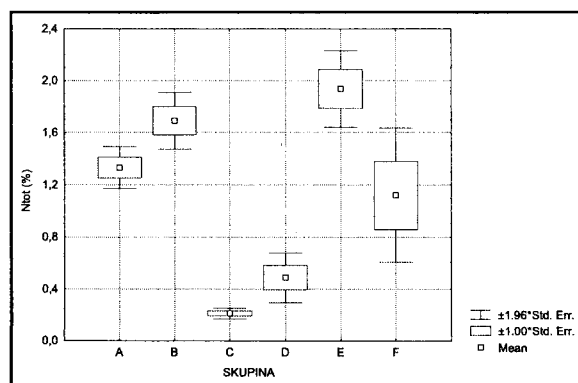 2,4
2,0
1,6
1,2
0,8
0,4
0,0
Ntot (%)
A B C D E F
SKUPINA
±1.96*Std. Err.
±1.00*Std. Err.
Mean